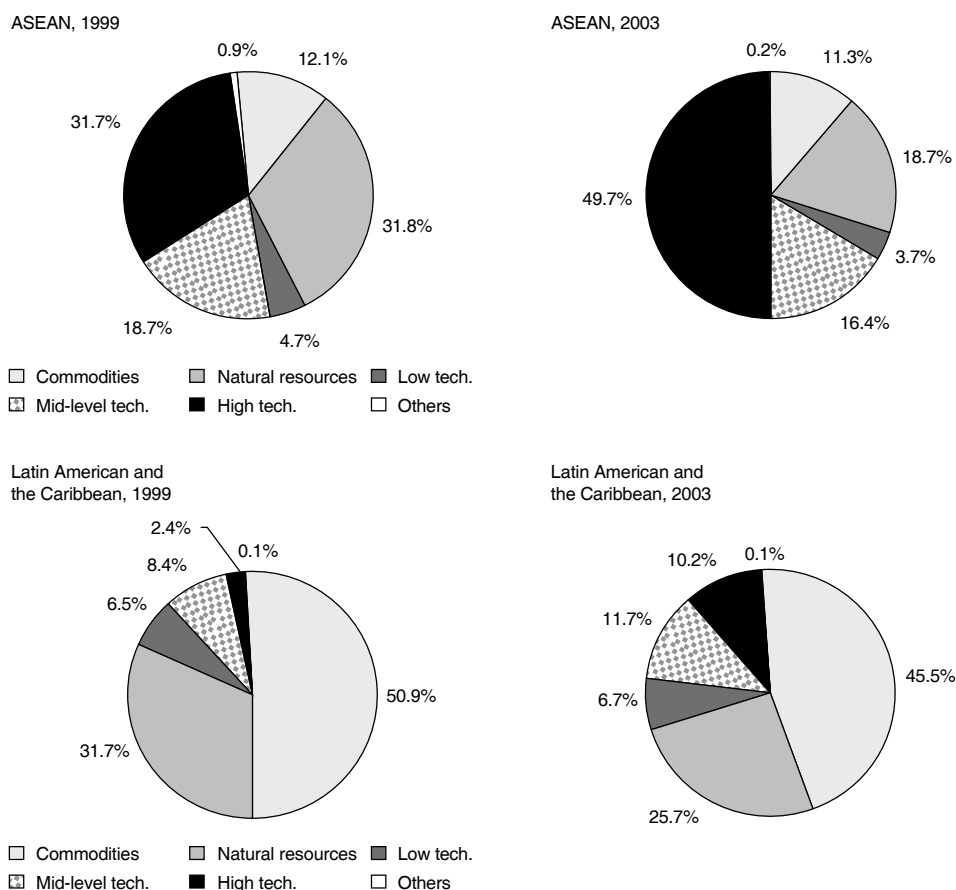 ASEAN, 1999
0.9%
12.1%
31.7%
31.8%
18.7%
4.7%
ASEAN, 2003
0.2%
11.3%
18.7%
49.7%
3.7%
16.4%
Commodities Natural resources Low tech.
Mid-level tech. High tech. Others
Latin American and
the Caribbean, 1999
2.4%
0.1%
8.4%
6.5%
50.9%
31.7%
Latin American and
the Caribbean, 2003
10.2%
0.1%
11.7%
45.5%
6.7%
25.7%
Commodities Natural resources Low tech.
Mid-level tech. High tech. Others